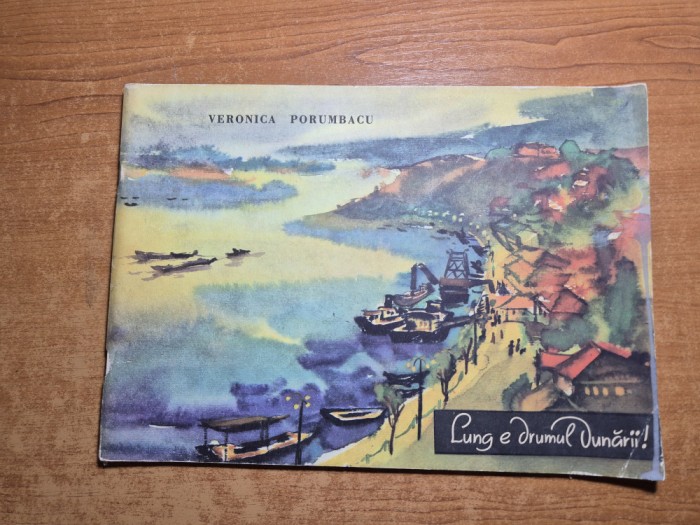 VERONICA PORUMBACU
Lung e drumul Dunării!